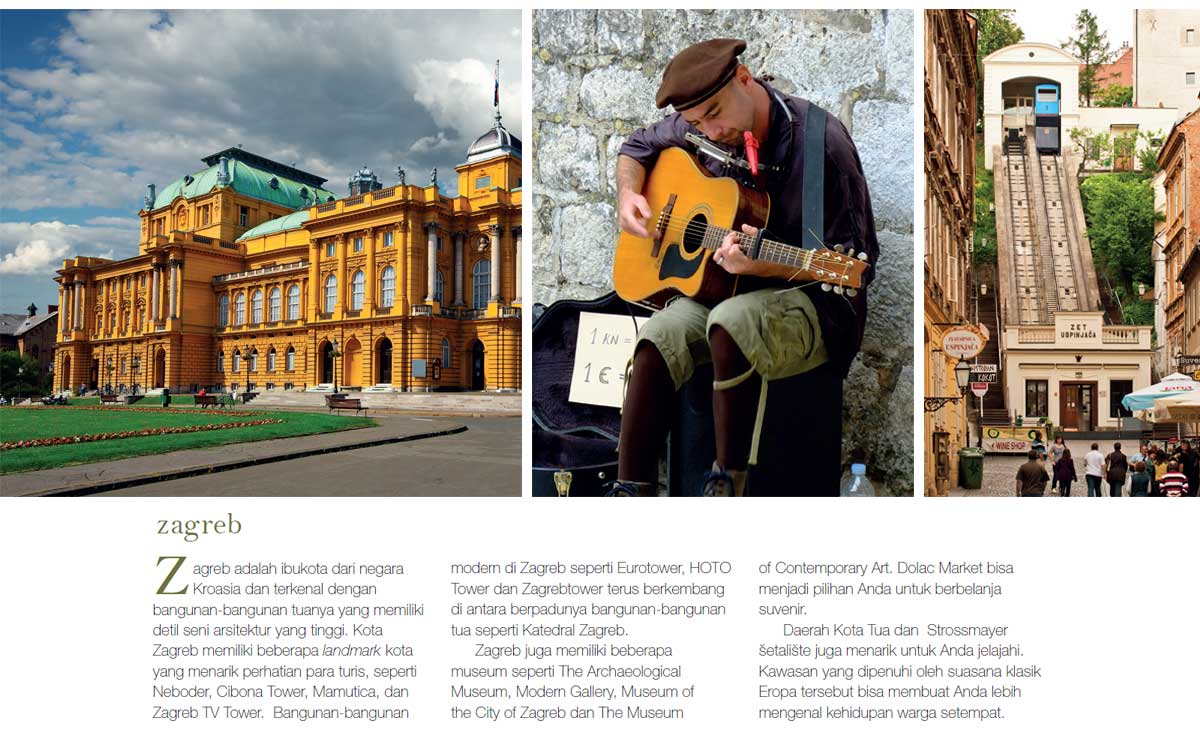 1 KN =
1 € =
ZET
USPINJAČA
ZLATARNICA
USPINJAČA
KOKOT
WINE SHOP
Suveni
zagreb
Zagreb adalah ibukota dari negara
Kroasia dan terkenal dengan
bangunan-bangunan tuanya yang memiliki
detil seni arsitektur yang tinggi. Kota
Zagreb memiliki beberapa landmark kota
yang menarik perhatian para turis, seperti
Neboder, Cibona Tower, Mamutica, dan
Zagreb TV Tower. Bangunan-bangunan
modern di Zagreb seperti Eurotower, HOTO
Tower dan Zagrebtower terus berkembang
di antara berpadunya bangunan-bangunan
tua seperti Katedral Zagreb.
Zagreb juga memiliki beberapa
museum seperti The Archaeological
Museum, Modern Gallery, Museum of
the City of Zagreb dan The Museum
of Contemporary Art. Dolac Market bisa
menjadi pilihan Anda untuk berbelanja
suvenir.
Daerah Kota Tua dan Strossmayer
šetalište juga menarik untuk Anda jelajahi.
Kawasan yang dipenuhi oleh suasana klasik
Eropa tersebut bisa membuat Anda lebih
mengenal kehidupan warga setempat.